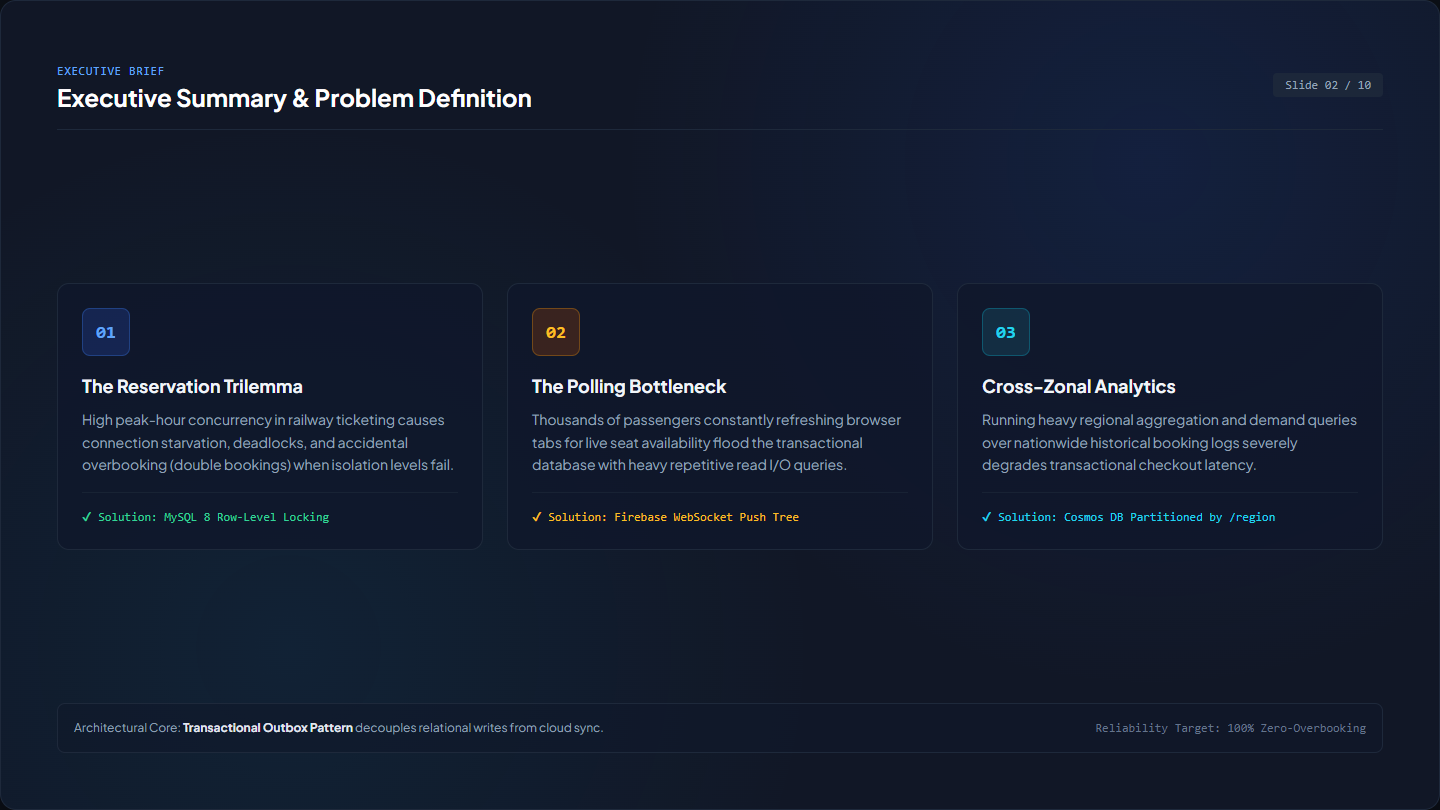 EXECUTIVE BRIEF
Executive Summary & Problem Definition
Slide 02 / 10
01
The Reservation Trilemma
High peak-hour concurrency in railway ticketing causes
connection starvation, deadlocks, and accidental
overbooking (double bookings) when isolation levels fail.
✓ Solution: MySQL 8 Row-Level Locking
02
The Polling Bottleneck
Thousands of passengers constantly refreshing browser
tabs for live seat availability flood the transactional
database with heavy repetitive read I/O queries.
✓ Solution: Firebase WebSocket Push Tree
03
Cross-Zonal Analytics
Running heavy regional aggregation and demand queries
over nationwide historical booking logs severely
degrades transactional checkout latency.
✓ Solution: Cosmos DB Partitioned by /region
Architectural Core: Transactional Outbox Pattern decouples relational writes from cloud sync.
Reliability Target: 100% Zero-Overbooking